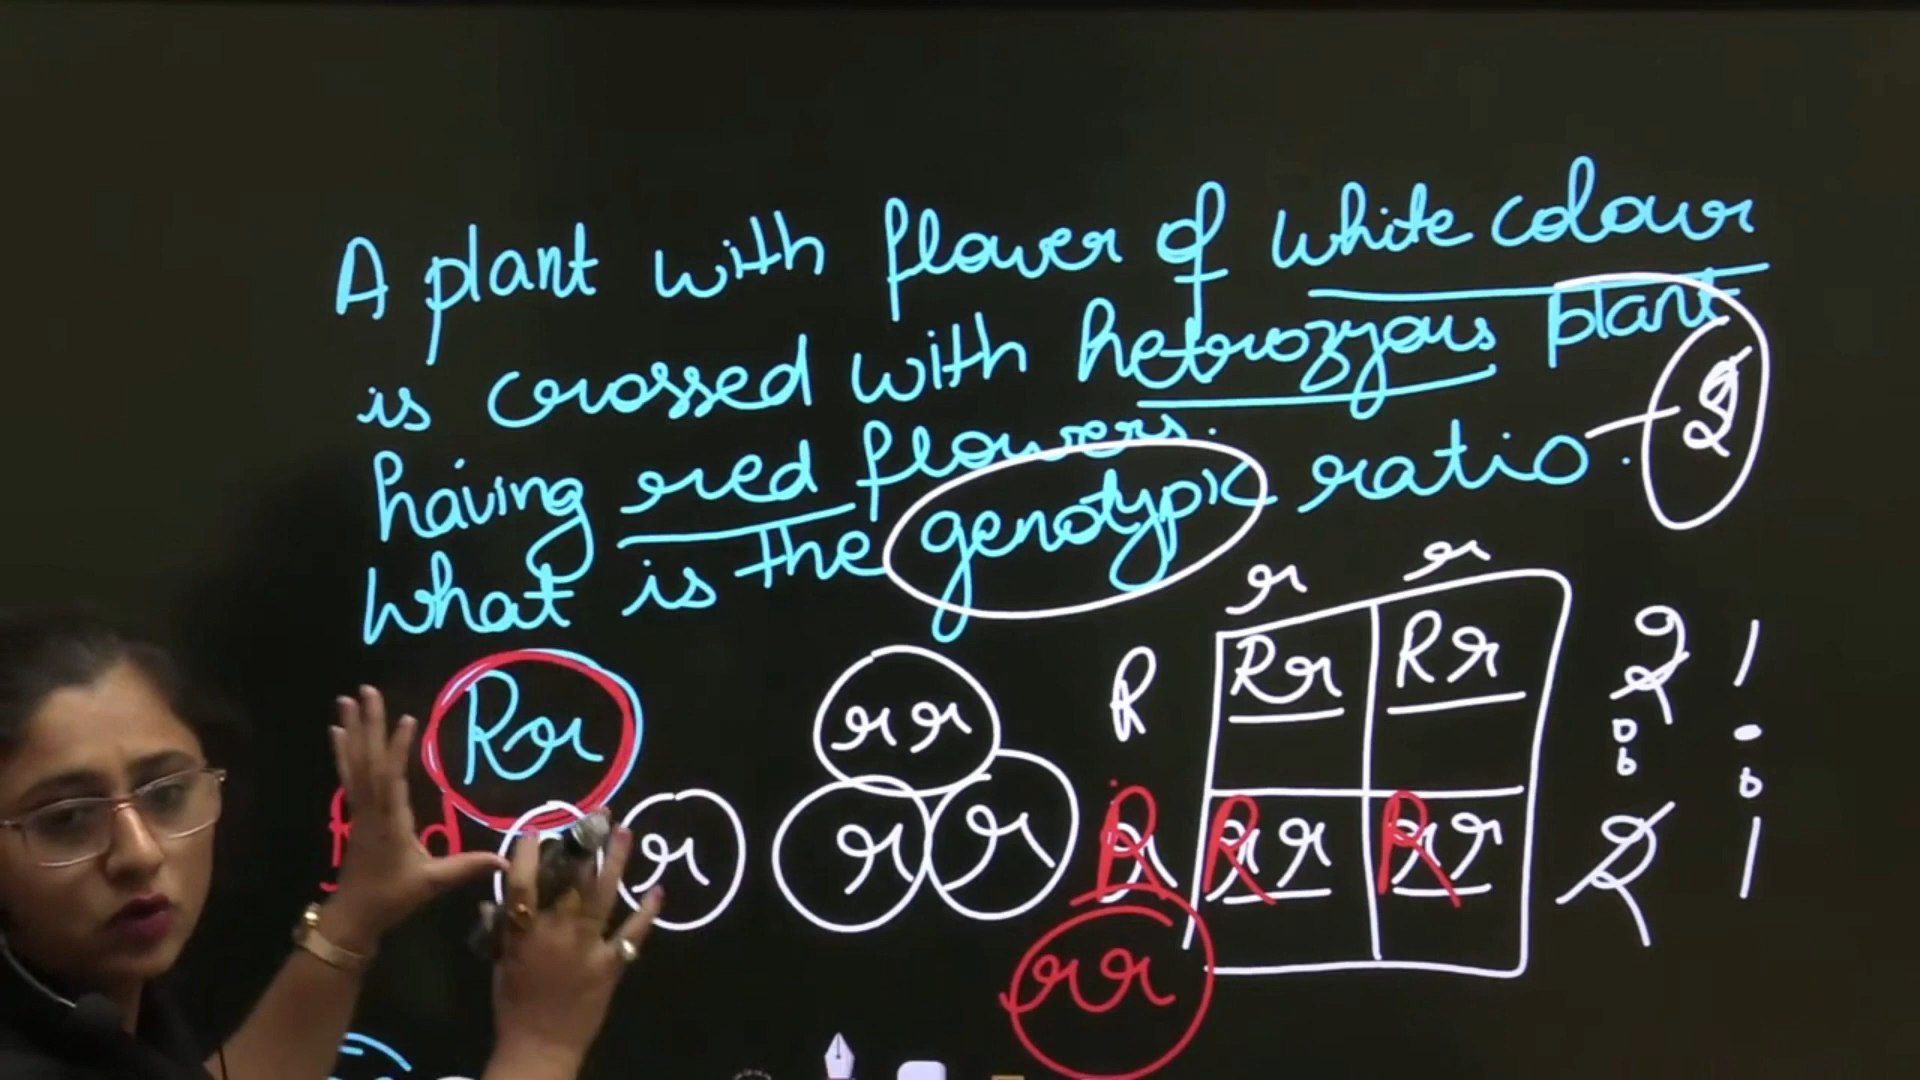 A plant with flower of white colour
is crossed with hetrozygous plant
having red flowers.
What is the genotypic ratio.
r r
Rr rr R Rr Rr 2 1
: :
r r r R R rr R rr 2 1
rr